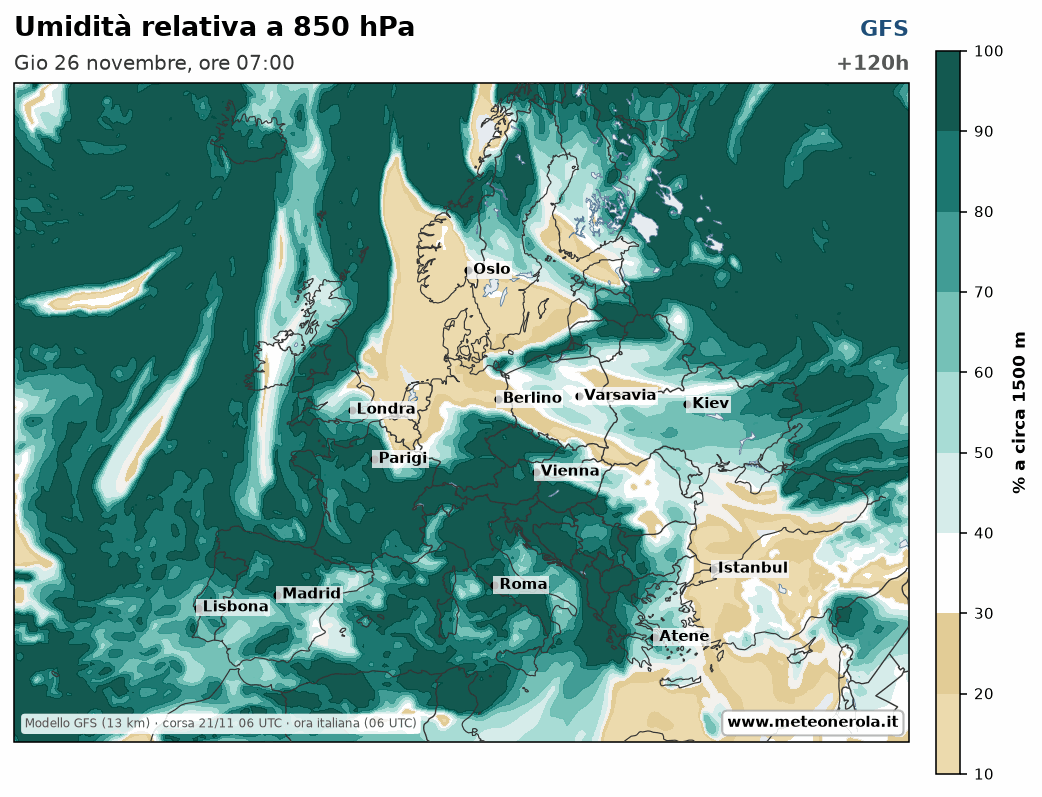 Umidità relativa a 850 hPa
GFS
Gio 26 novembre, ore 07:00
+120h
100
90
80
70
60
50
40
30
20
10
% a circa 1500 m
Oslo
Londra
Berlino
Varsavia
Kiev
Parigi
Vienna
Istanbul
Roma
Madrid
Lisbona
Atene
Modello GFS (13 km) · corsa 21/11 06 UTC · ora italiana (06 UTC)
www.meteonerola.it